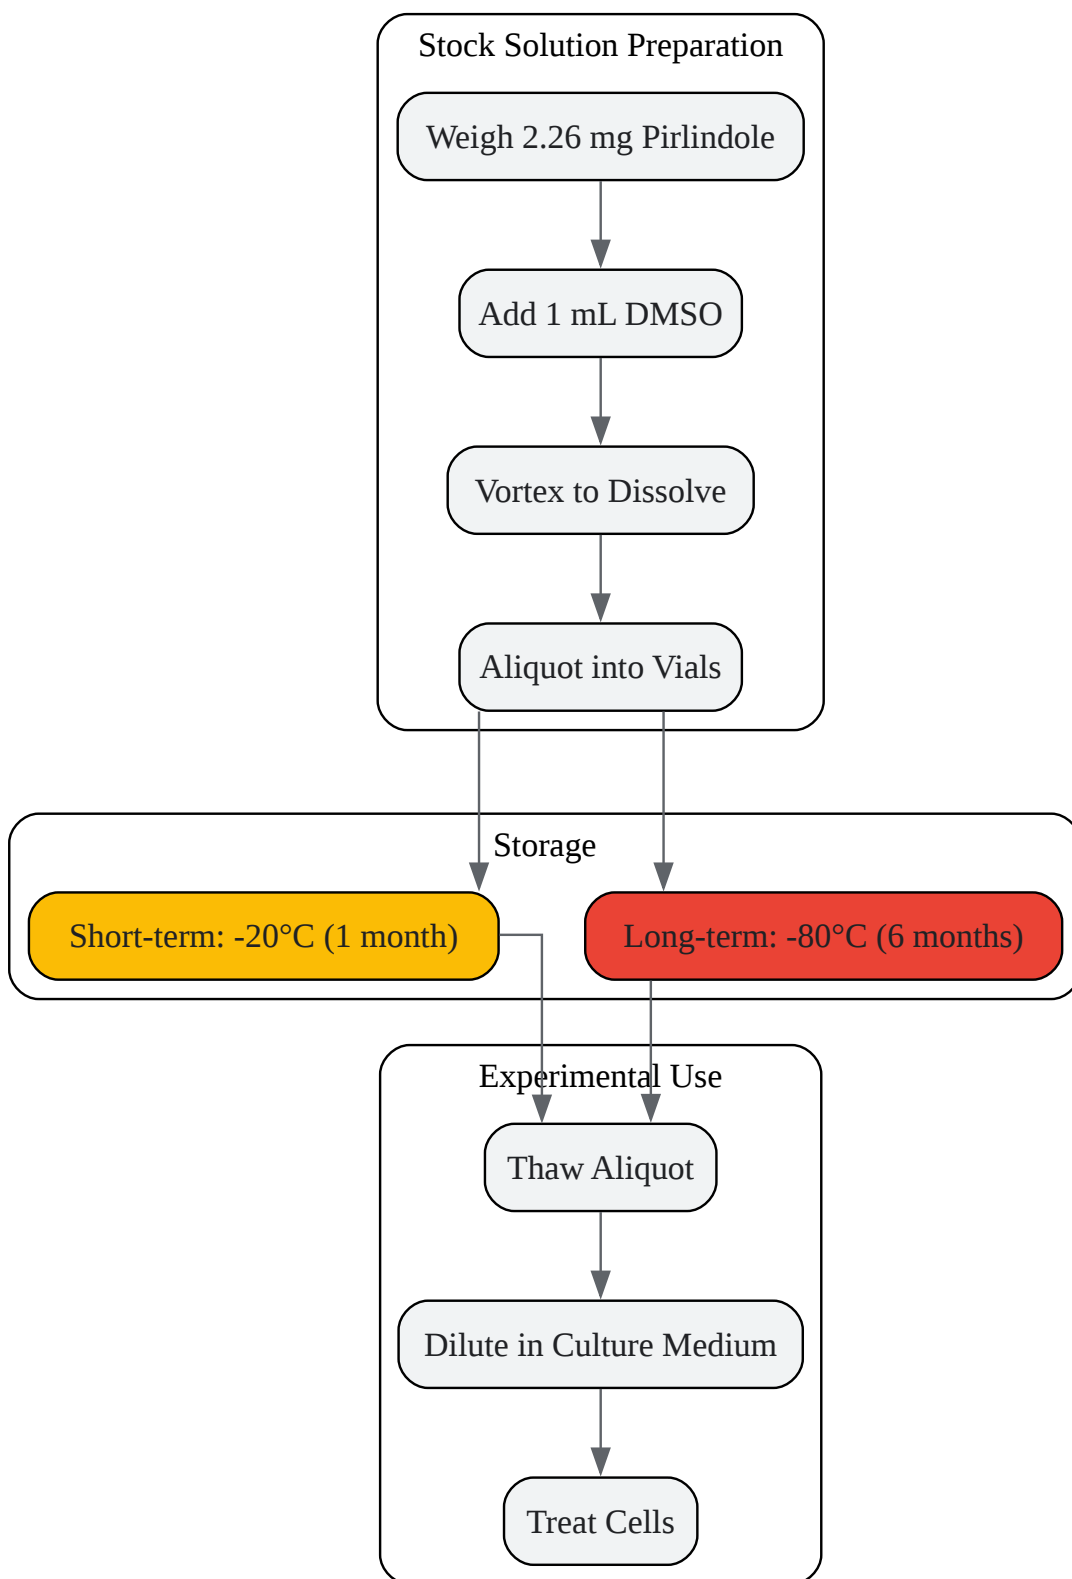 Stock Solution Preparation
Weigh 2.26 mg Pirlindole
Add 1 mL DMSO
Vortex to Dissolve
Aliquot into Vials
Storage
Short-term: -20°C (1 month)
Long-term: -80°C (6 months)
Experimental Use
Thaw Aliquot
Dilute in Culture Medium
Treat Cells